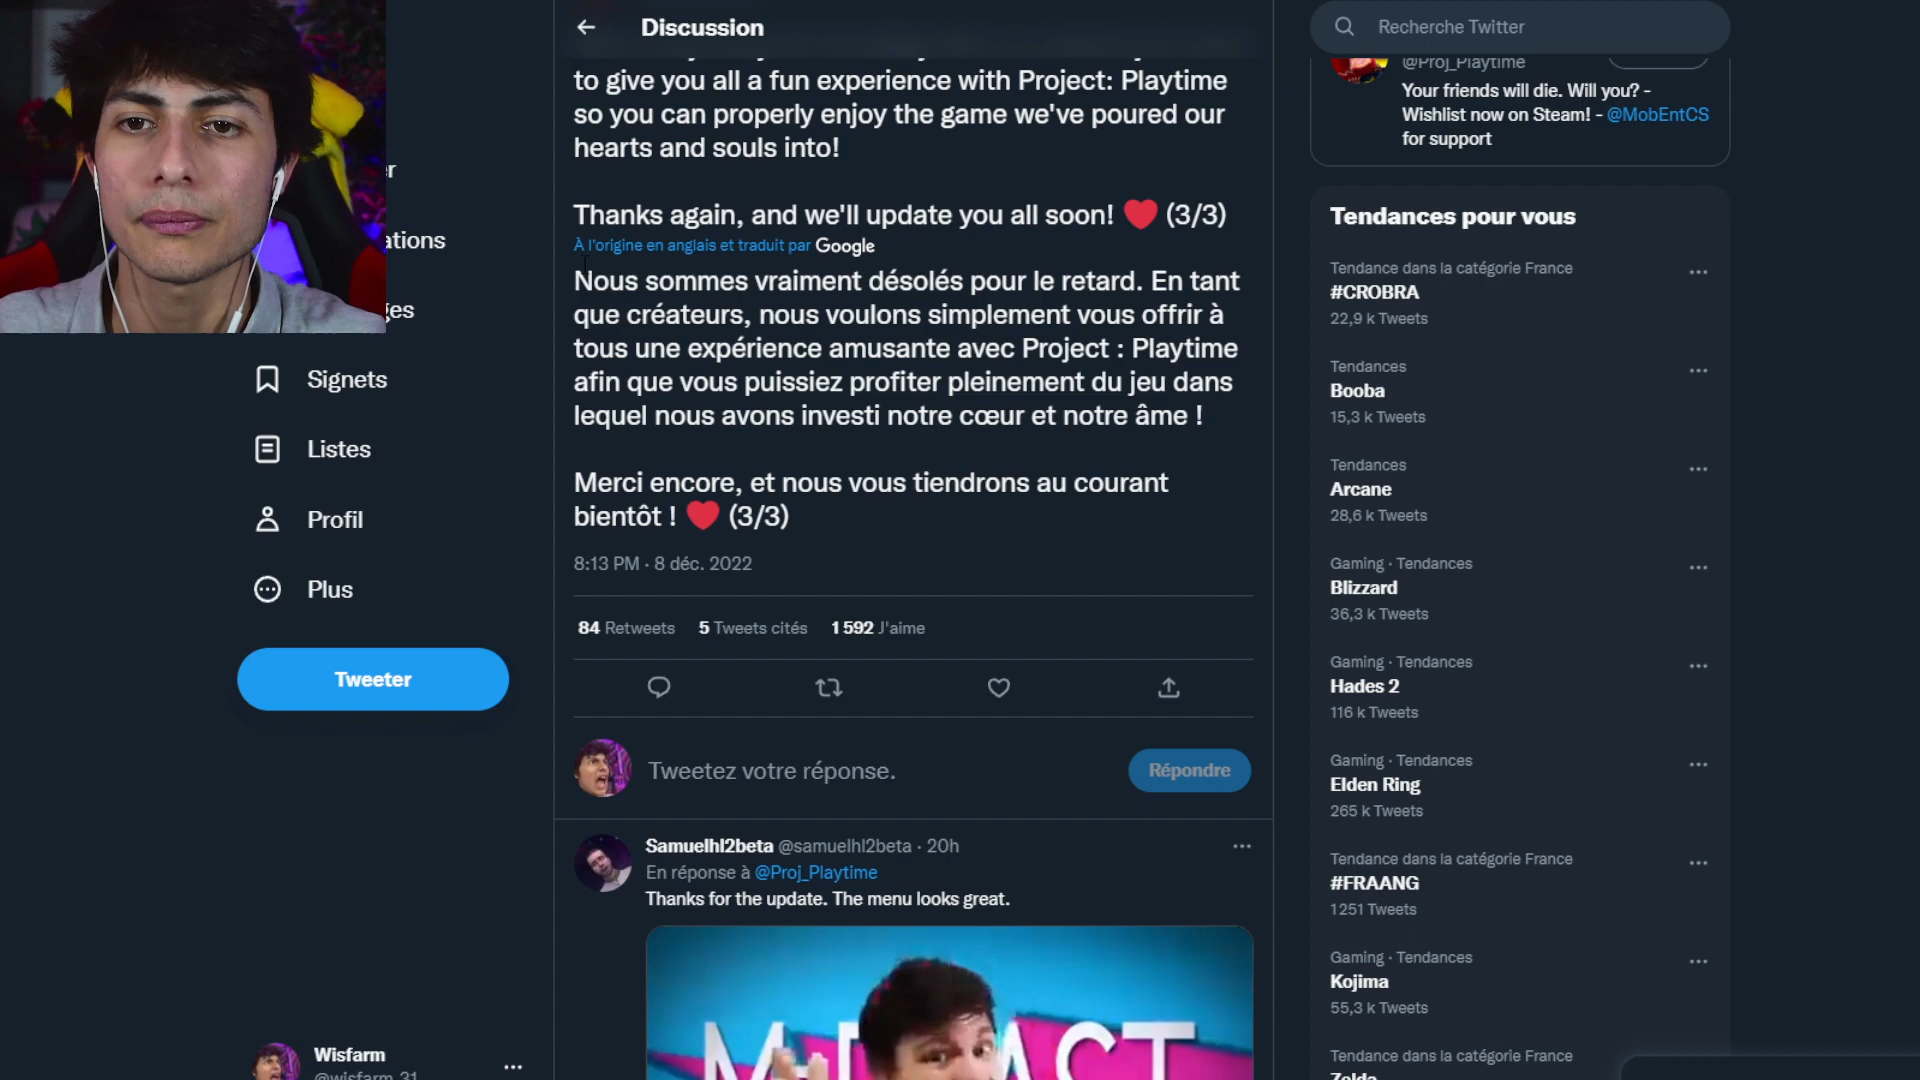 Discussion
Recherche Twitter
to give you all a fun experience with Project: Playtime
so you can properly enjoy the game we've poured our
hearts and souls into!
Thanks again, and we'll update you all soon! ❤️ (3/3)
À l'origine en anglais et traduit par Google
Nous sommes vraiment désolés pour le retard. En tant
que créateurs, nous voulons simplement vous offrir à
tous une expérience amusante avec Project : Playtime
afin que vous puissiez profiter pleinement du jeu dans
lequel nous avons investi notre cœur et notre âme !
Merci encore, et nous vous tiendrons au courant
bientôt ! ❤️ (3/3)
8:13 PM · 8 déc. 2022
84 Retweets 5 Tweets cités 1 592 J'aime
Tweetez votre réponse.
Répondre
Samuelhl2beta @samuelhl2beta · 20h
En réponse à @Proj_Playtime
Thanks for the update. The menu looks great.
Signets
Listes
Profil
Plus
Tweeter
Wisfarm
@wisfarm_31
@Proj_Playtime
Your friends will die. Will you? -
Wishlist now on Steam! - @MobEntCS
for support
Tendances pour vous
Tendance dans la catégorie France
#CROBRA
22,9 k Tweets
Tendances
Booba
15,3 k Tweets
Tendances
Arcane
28,6 k Tweets
Gaming · Tendances
Blizzard
36,3 k Tweets
Gaming · Tendances
Hades 2
116 k Tweets
Gaming · Tendances
Elden Ring
265 k Tweets
Tendance dans la catégorie France
#FRAANG
1 251 Tweets
Gaming · Tendances
Kojima
55,3 k Tweets
Tendance dans la catégorie France
Zelda